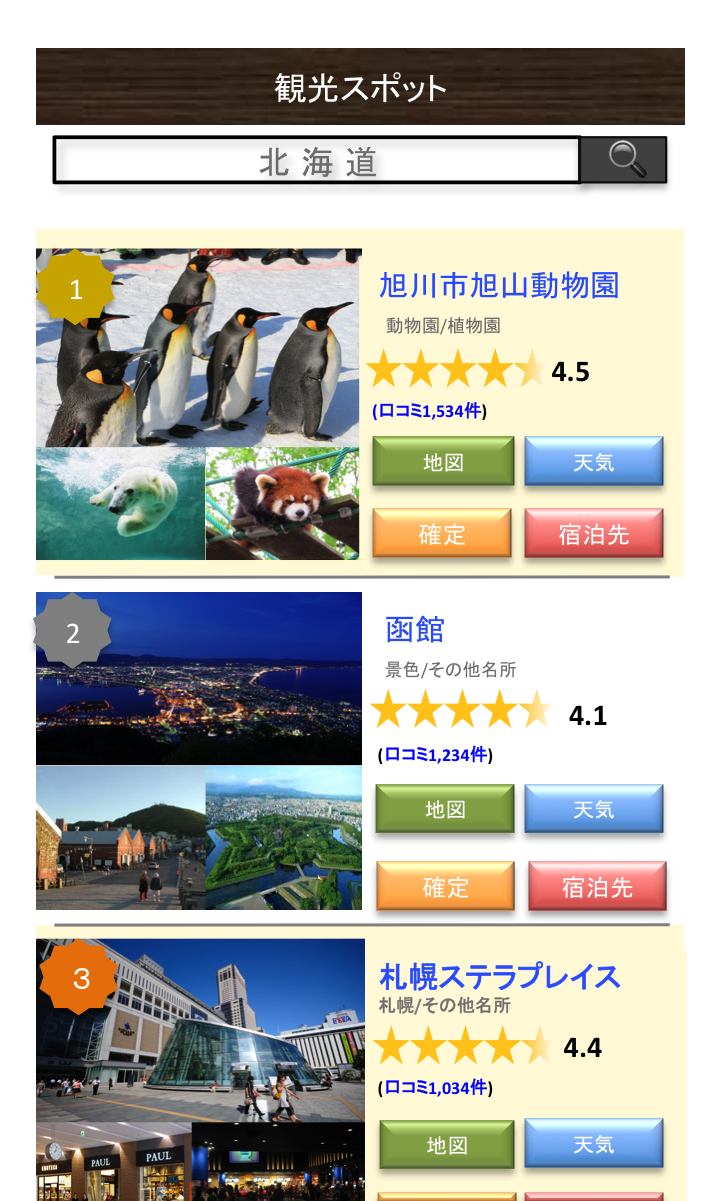 観光スポット
北海道
1
旭川市旭山動物園
動物園/植物園
4.5
(口コミ1,534件)
地図
天気
確定
宿泊先
2
函館
景色/その他名所
4.1
(口コミ1,234件)
地図
天気
確定
宿泊先
3
札幌ステラプレイス
札幌/その他名所
4.4
(口コミ1,034件)
地図
天気
PAUL
PAUL